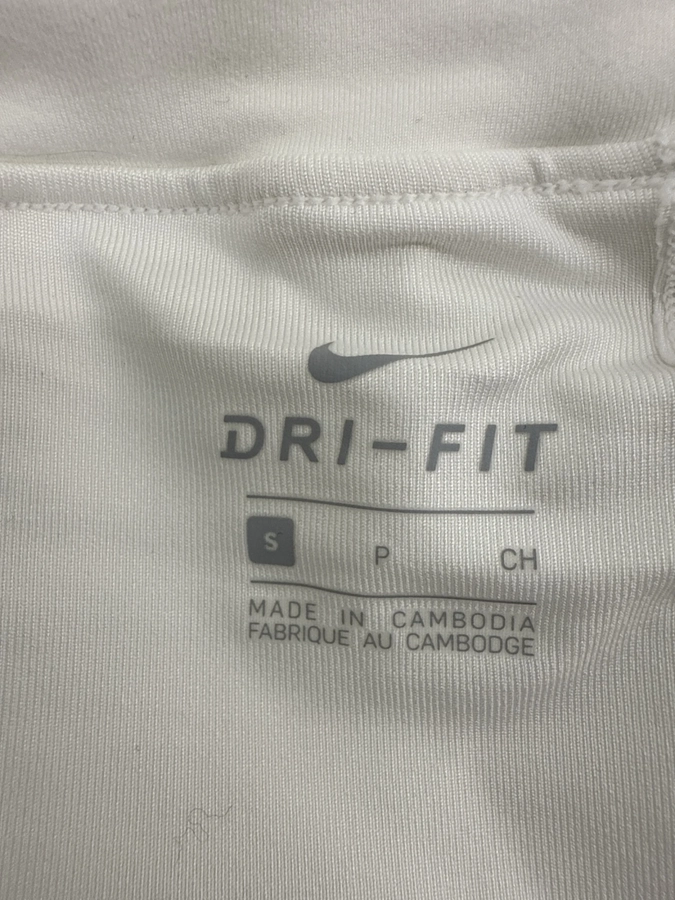 DRI-FIT
S P CH
MADE IN CAMBODIA
FABRIQUE AU CAMBODGE